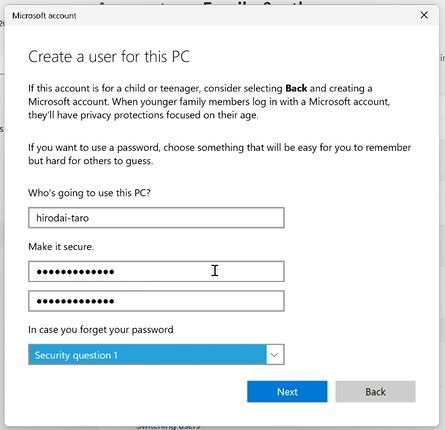 Microsoft account
Create a user for this PC
If this account is for a child or teenager, consider selecting Back and creating a
Microsoft account. When younger family members log in with a Microsoft account,
they'll have privacy protections focused on their age.
If you want to use a password, choose something that will be easy for you to remember
but hard for others to guess.
Who's going to use this PC?
hirodai-taro
Make it secure.
●●●●●●●●●●●●●
●●●●●●●●●●●●●
In case you forget your password
Security question 1
Next
Back
Switching users